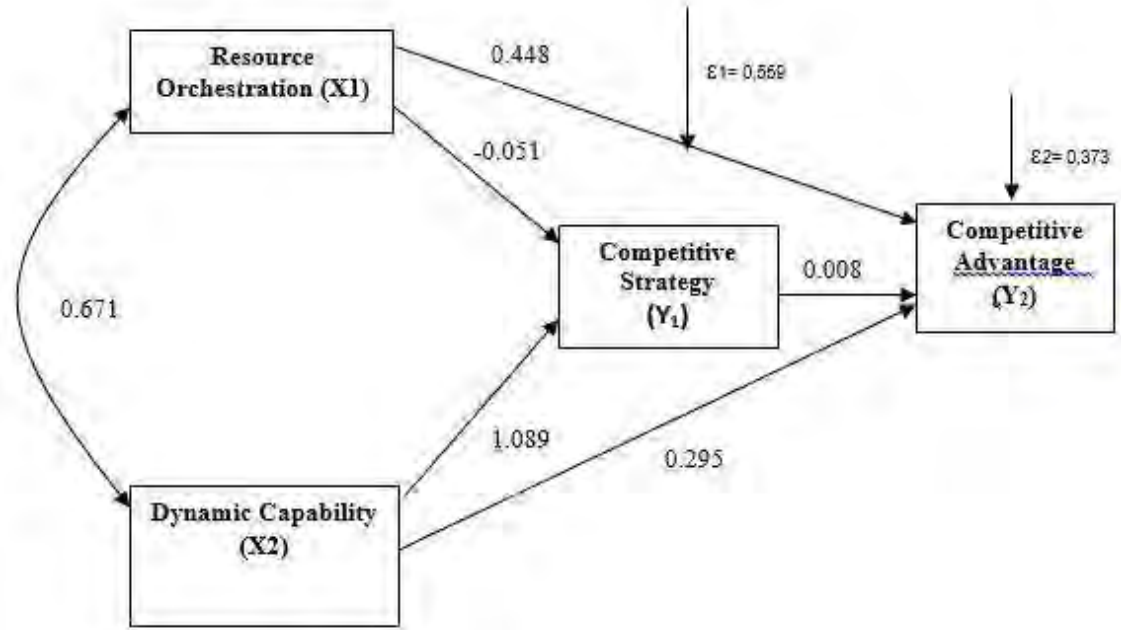 Resource
Orchestration (X1)
0.448
ε1= 0,559
-0.051
ε2= 0,373
Competitive
Strategy
(Y₁)
0.008
Competitive
Advantage
(Y₂)
0.671
1.089
0.295
Dynamic Capability
(X2)